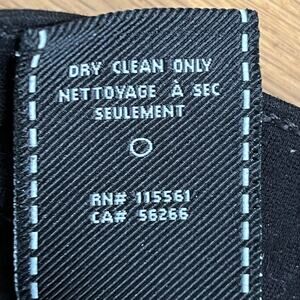 DRY CLEAN ONLY
NETTOYAGE À SEC
SEULEMENT
RN# 115561
CA# 56266